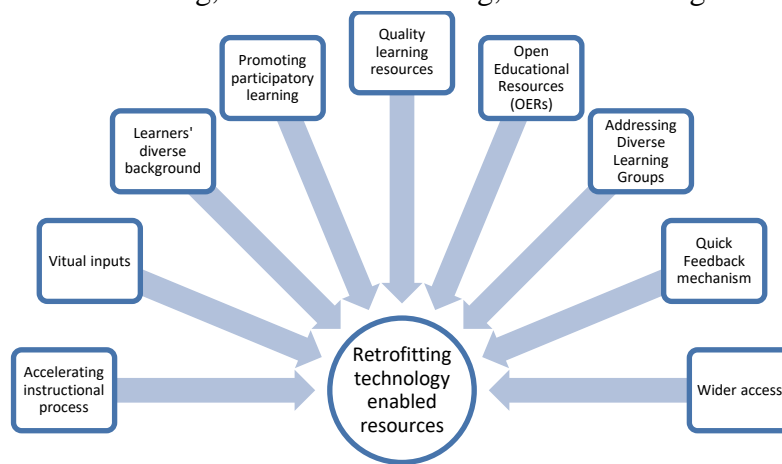 Quality
learning
resources
Promoting
participatory
learning
Open
Educational
Resources
(OERs)
Learners'
diverse
background
Addressing
Diverse
Learning
Groups
Vitual inputs
Quick
Feedback
mechanism
Accelerating
instructional
process
Retrofitting
technology
enabled
resources
Wider access